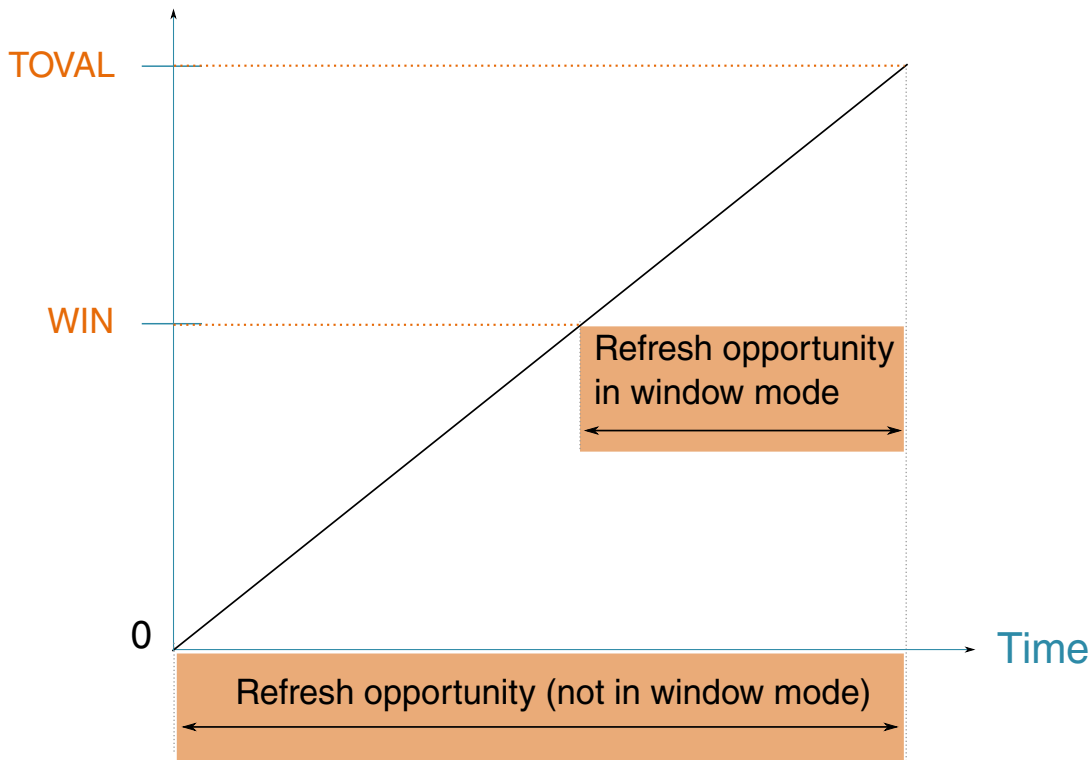 TOVAL
WIN
Refresh opportunity
in window mode
0
Time
Refresh opportunity (not in window mode)